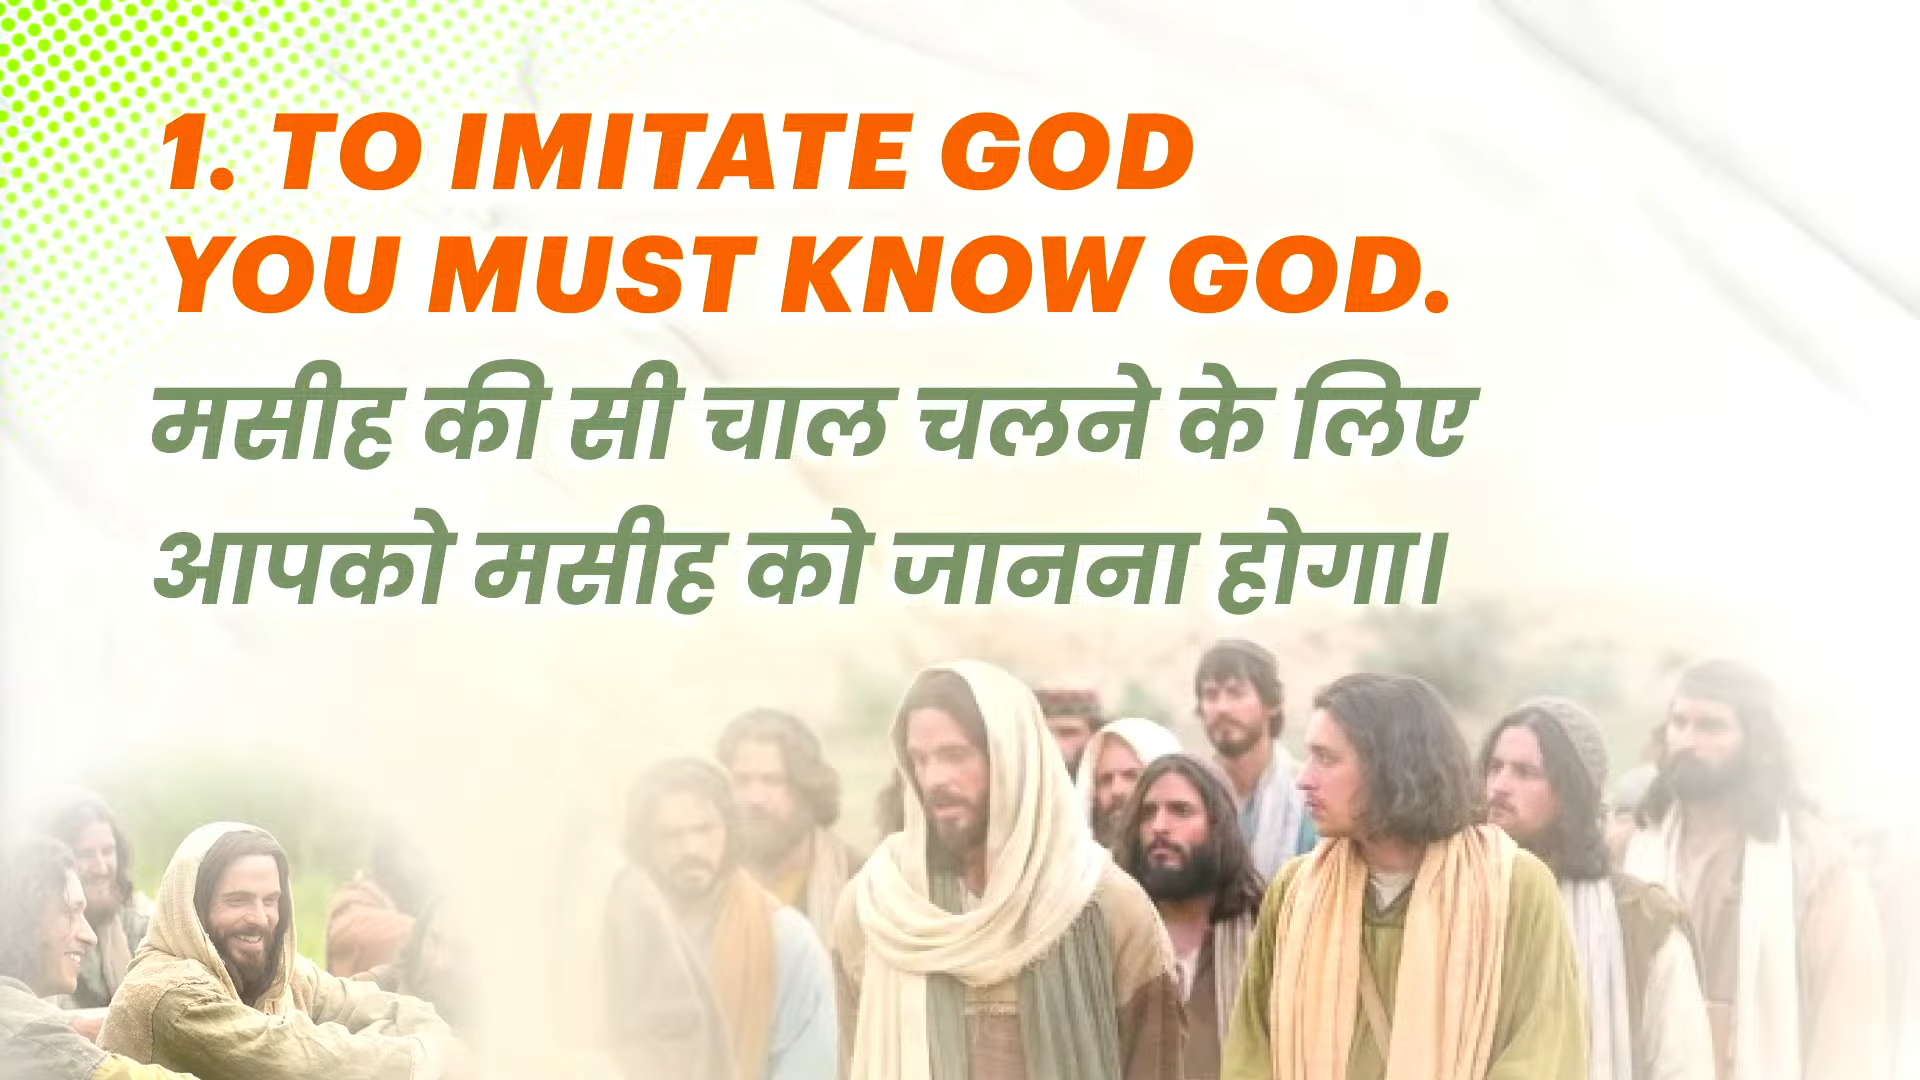 1. TO IMITATE GOD
YOU MUST KNOW GOD.
मसीह की सी चाल चलने के लिए
आपको मसीह को जानना होगा।